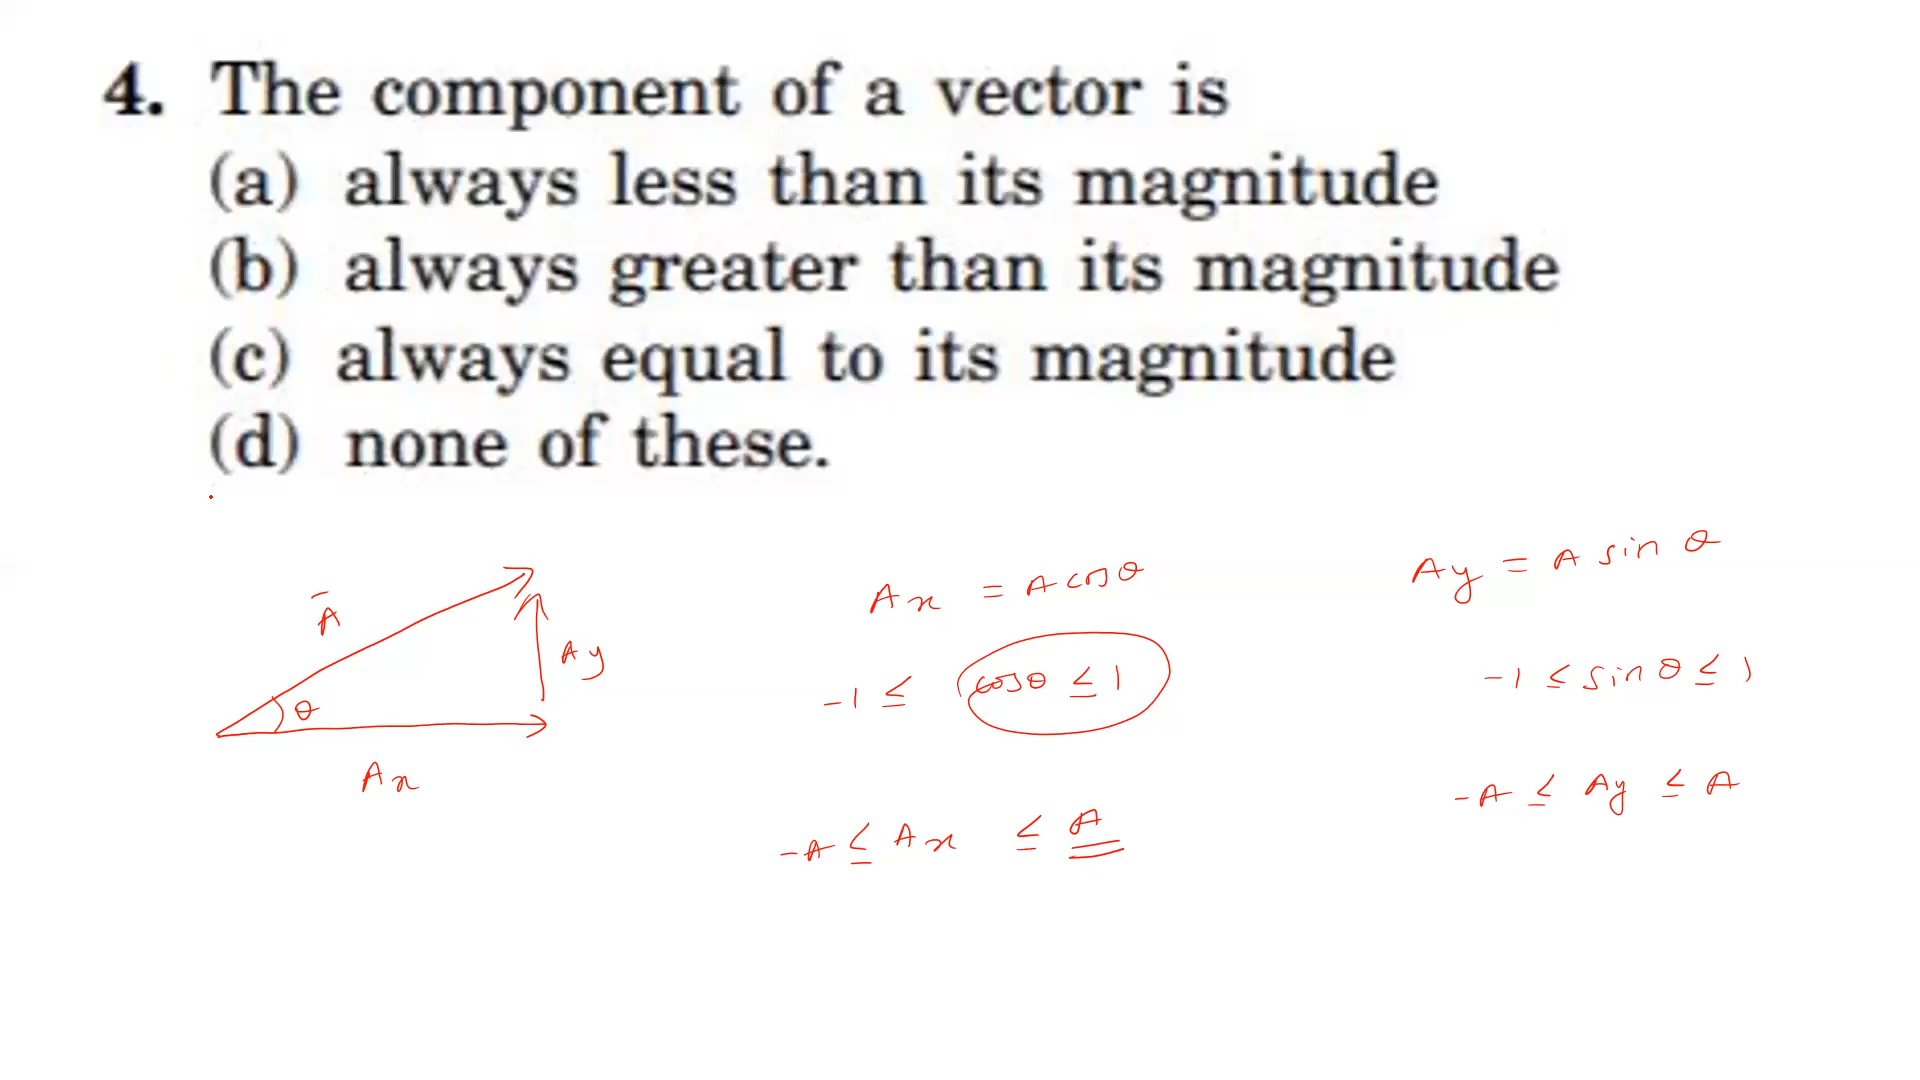 4. The component of a vector is
(a) always less than its magnitude
(b) always greater than its magnitude
(c) always equal to its magnitude
(d) none of these.
Ā
θ
Ay
Ax
Ax = A cosθ
-1 ≤ cosθ ≤ 1
-A ≤ Ax ≤ A
Ay = A sin θ
-1 ≤ sin θ ≤ 1
-A ≤ Ay ≤ A